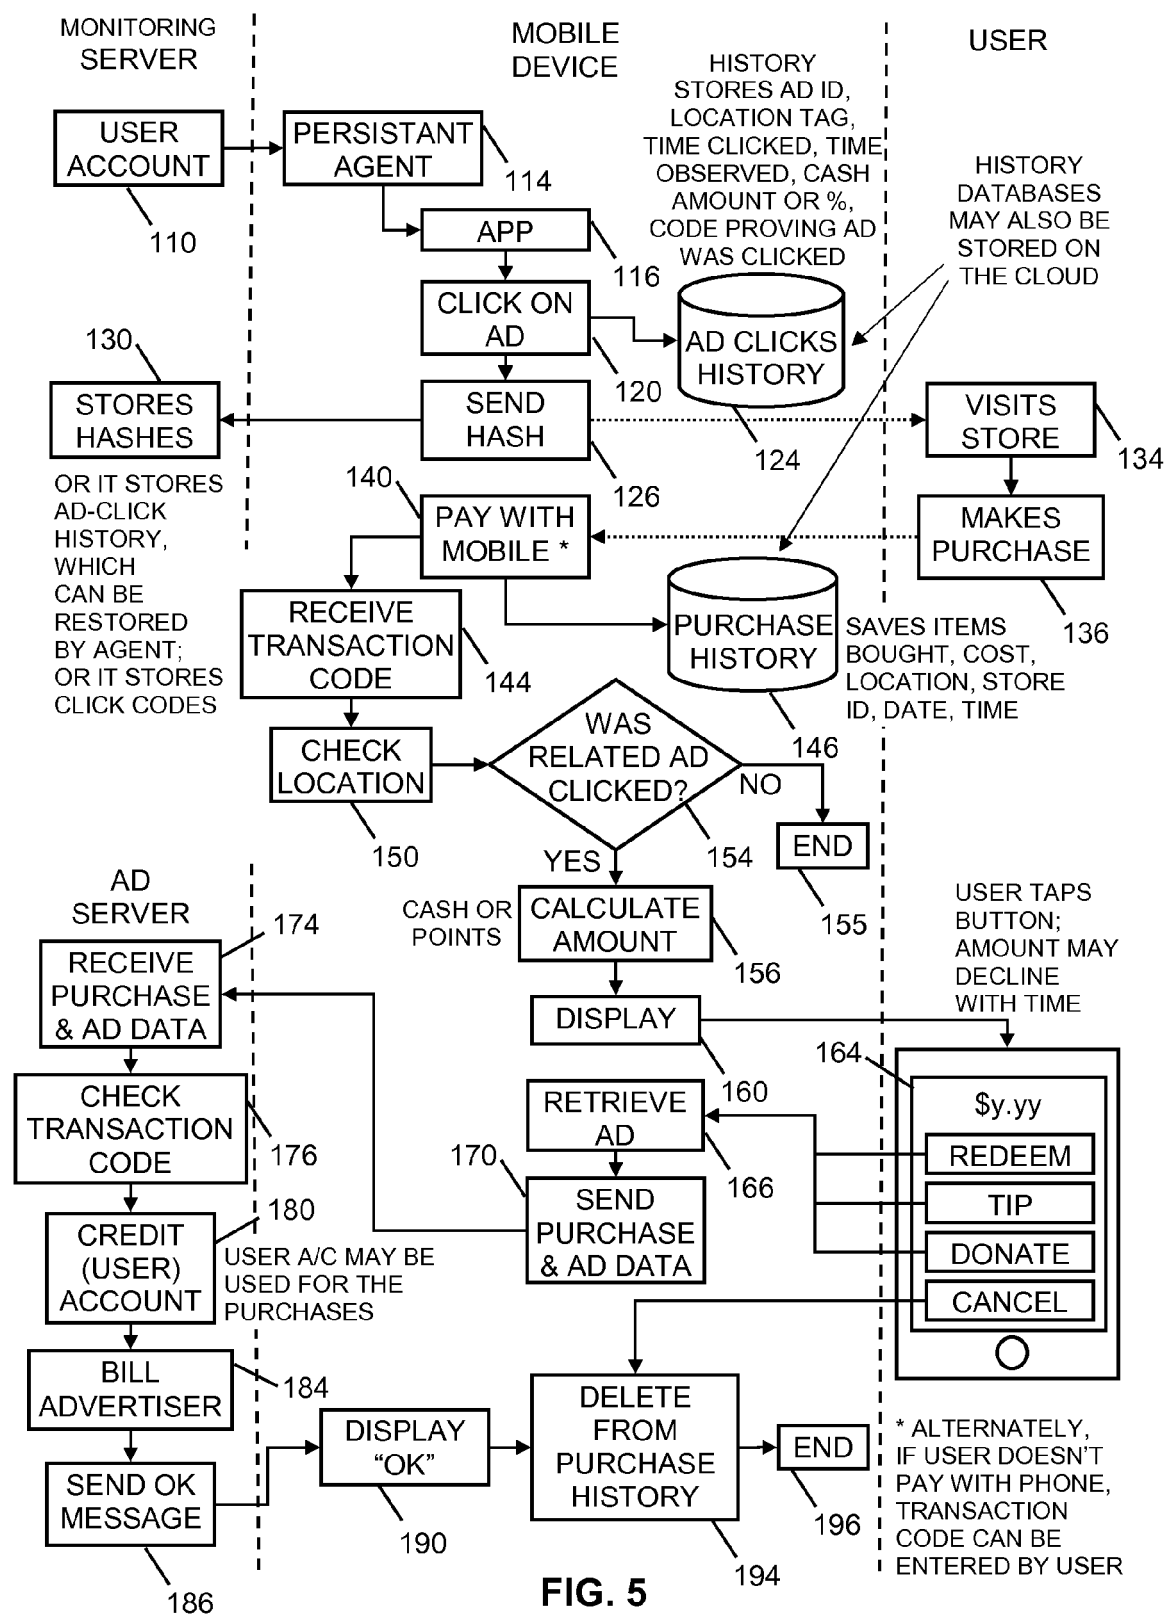 MONITORING
SERVER
MOBILE
DEVICE
USER
HISTORY
STORES AD ID,
LOCATION TAG,
TIME CLICKED, TIME
OBSERVED, CASH
AMOUNT OR %,
CODE PROVING AD
WAS CLICKED
USER
ACCOUNT
110
PERSISTANT
AGENT
114
HISTORY
DATABASES
MAY ALSO BE
STORED ON
THE CLOUD
APP
116
CLICK ON
AD
120
AD CLICKS
HISTORY
124
130
STORES
HASHES
SEND
HASH
126
VISITS
STORE
134
OR IT STORES
AD-CLICK
HISTORY,
WHICH
CAN BE
RESTORED
BY AGENT;
OR IT STORES
CLICK CODES
140
PAY WITH
MOBILE *
MAKES
PURCHASE
136
RECEIVE
TRANSACTION
CODE
144
PURCHASE
HISTORY
146
SAVES ITEMS
BOUGHT, COST,
LOCATION, STORE
ID, DATE, TIME
CHECK
LOCATION
150
WAS
RELATED AD
CLICKED?
154
NO
END
155
YES
CASH OR
POINTS
CALCULATE
AMOUNT
156
AD
SERVER
174
RECEIVE
PURCHASE
& AD DATA
DISPLAY
160
USER TAPS
BUTTON;
AMOUNT MAY
DECLINE
WITH TIME
164
$y.yy
REDEEM
TIP
DONATE
CANCEL
CHECK
TRANSACTION
CODE
176
RETRIEVE
AD
166
170
SEND
PURCHASE
& AD DATA
180
CREDIT
(USER)
ACCOUNT
USER A/C MAY BE
USED FOR THE
PURCHASES
BILL
ADVERTISER
184
SEND OK
MESSAGE
186
DISPLAY
“OK”
190
DELETE
FROM
PURCHASE
HISTORY
194
END
196
* ALTERNATELY,
IF USER DOESN’T
PAY WITH PHONE,
TRANSACTION
CODE CAN BE
ENTERED BY USER
FIG. 5